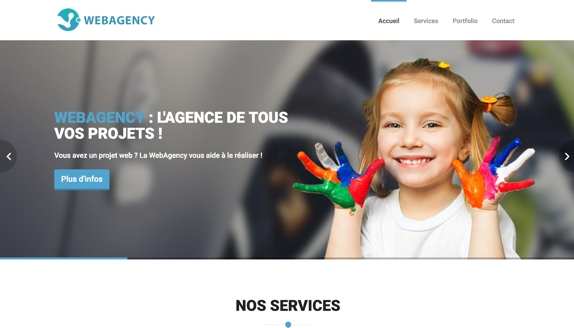 WEBAGENCY
Accueil Services Portfolio Contact
WEBAGENCY : L'AGENCE DE TOUS
VOS PROJETS !
Vous avez un projet web ? La WebAgency vous aide à le réaliser !
Plus d'infos
NOS SERVICES